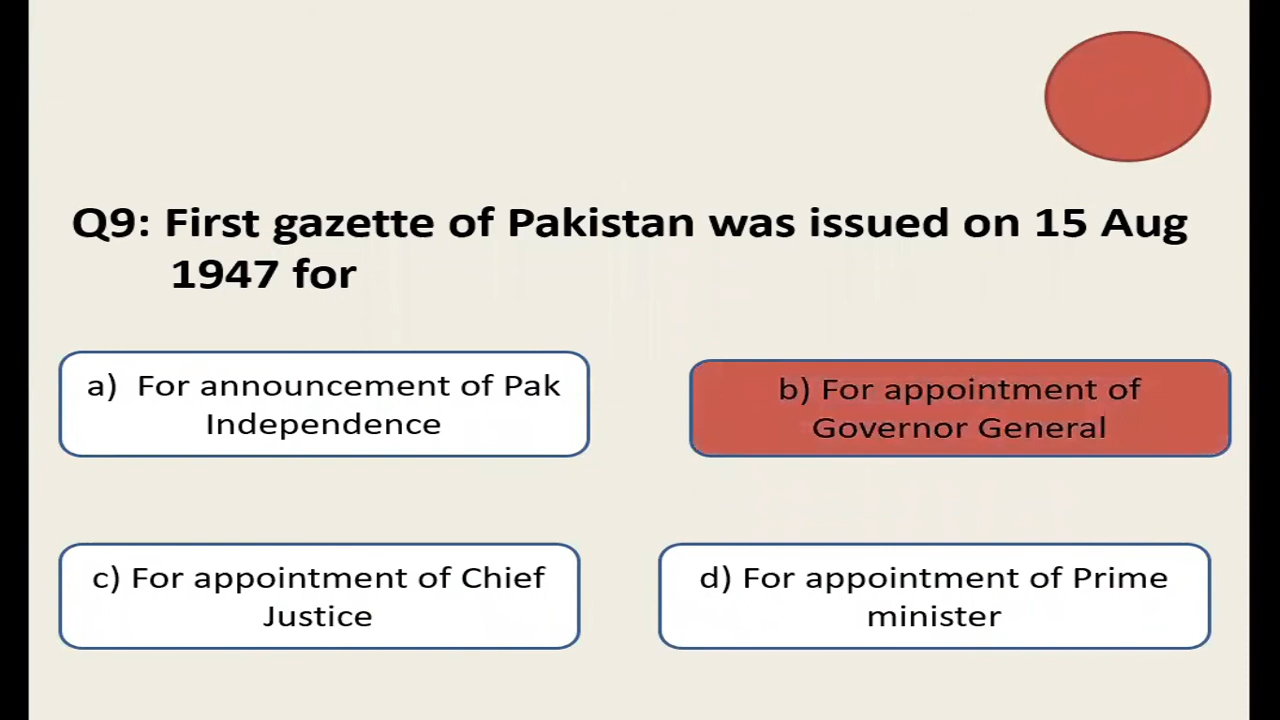 Q9: First gazette of Pakistan was issued on 15 Aug
1947 for
a) For announcement of Pak
Independence
b) For appointment of
Governor General
c) For appointment of Chief
Justice
d) For appointment of Prime
minister